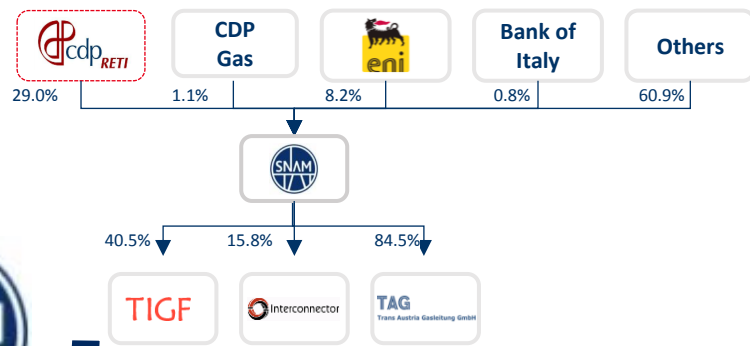 cdp RETI
CDP
Gas
eni
Bank of
Italy
Others
29.0%
1.1%
8.2%
0.8%
60.9%
SNAM
40.5%
15.8%
84.5%
TIGF
Interconnector
TAG
Trans Austria Gasleitung GmbH